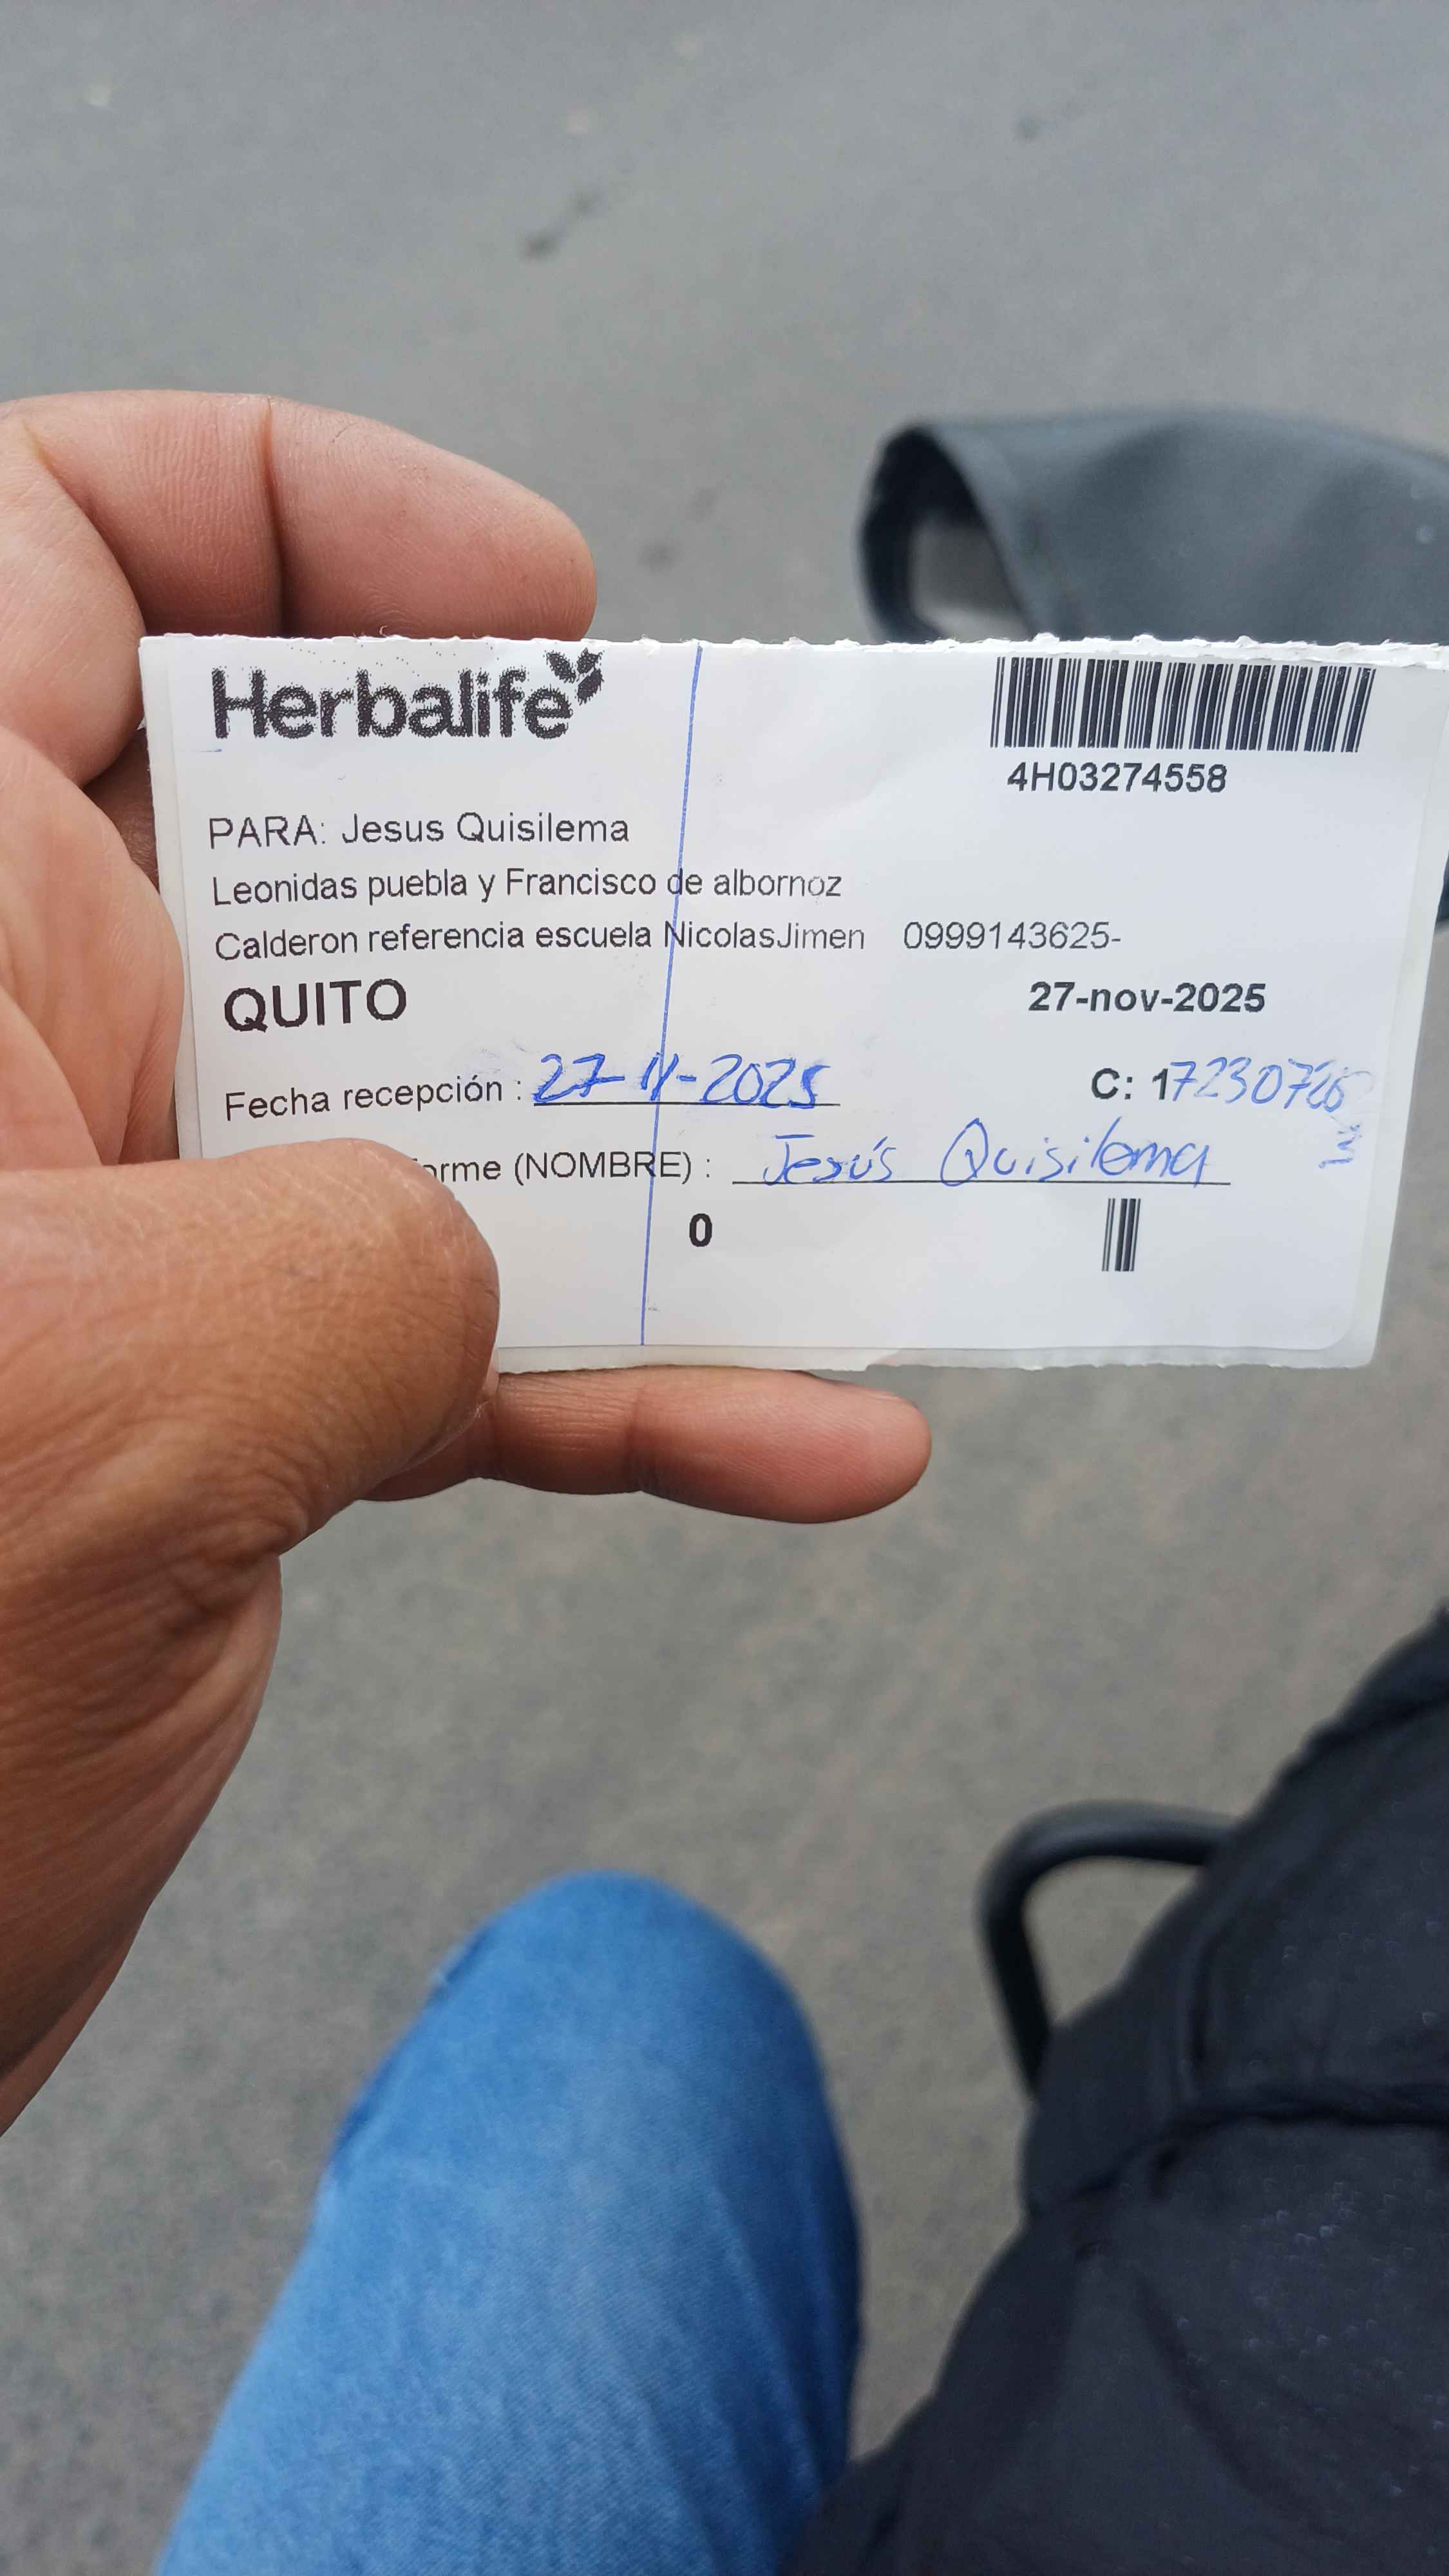 Herbalife
4H03274558
PARA: Jesus Quisilema
Leonidas puebla y Francisco de albornoz
Calderon referencia escuela NicolasJimen 0999143625-
QUITO
27-nov-2025
Fecha recepción : 27-11-2025
C: 1723072
orme (NOMBRE) : Jesús Quisilema
0